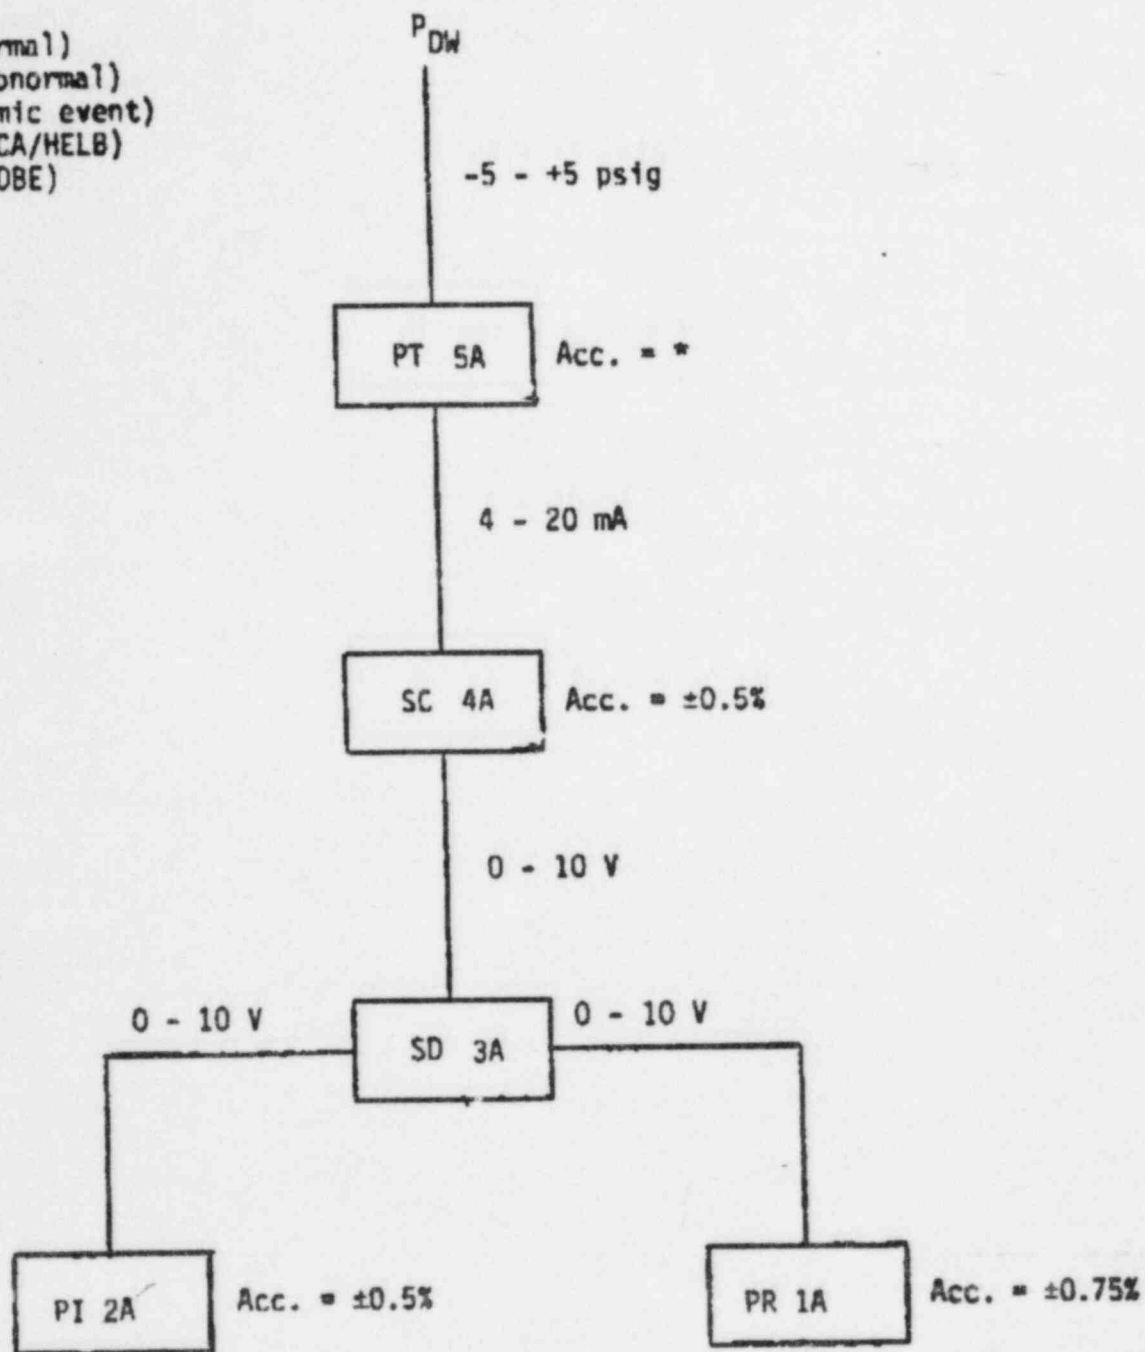 rmal)
onormal)
mic event)
CA/HELB)
DBE)
P_DW
-5 - +5 psig
PT 5A
Acc. = *
4 - 20 mA
SC 4A
Acc. = ±0.5%
0 - 10 V
0 - 10 V
SD 3A
0 - 10 V
PI 2A
Acc. = ±0.5%
PR 1A
Acc. = ±0.75%